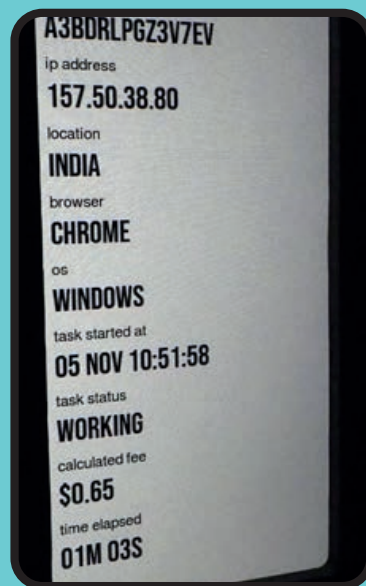 A3BDRLPGZ3V7EV
ip address
157.50.38.80
location
INDIA
browser
CHROME
os
WINDOWS
task started at
05 NOV 10:51:58
task status
WORKING
calculated fee
$0.65
time elapsed
01M 03S